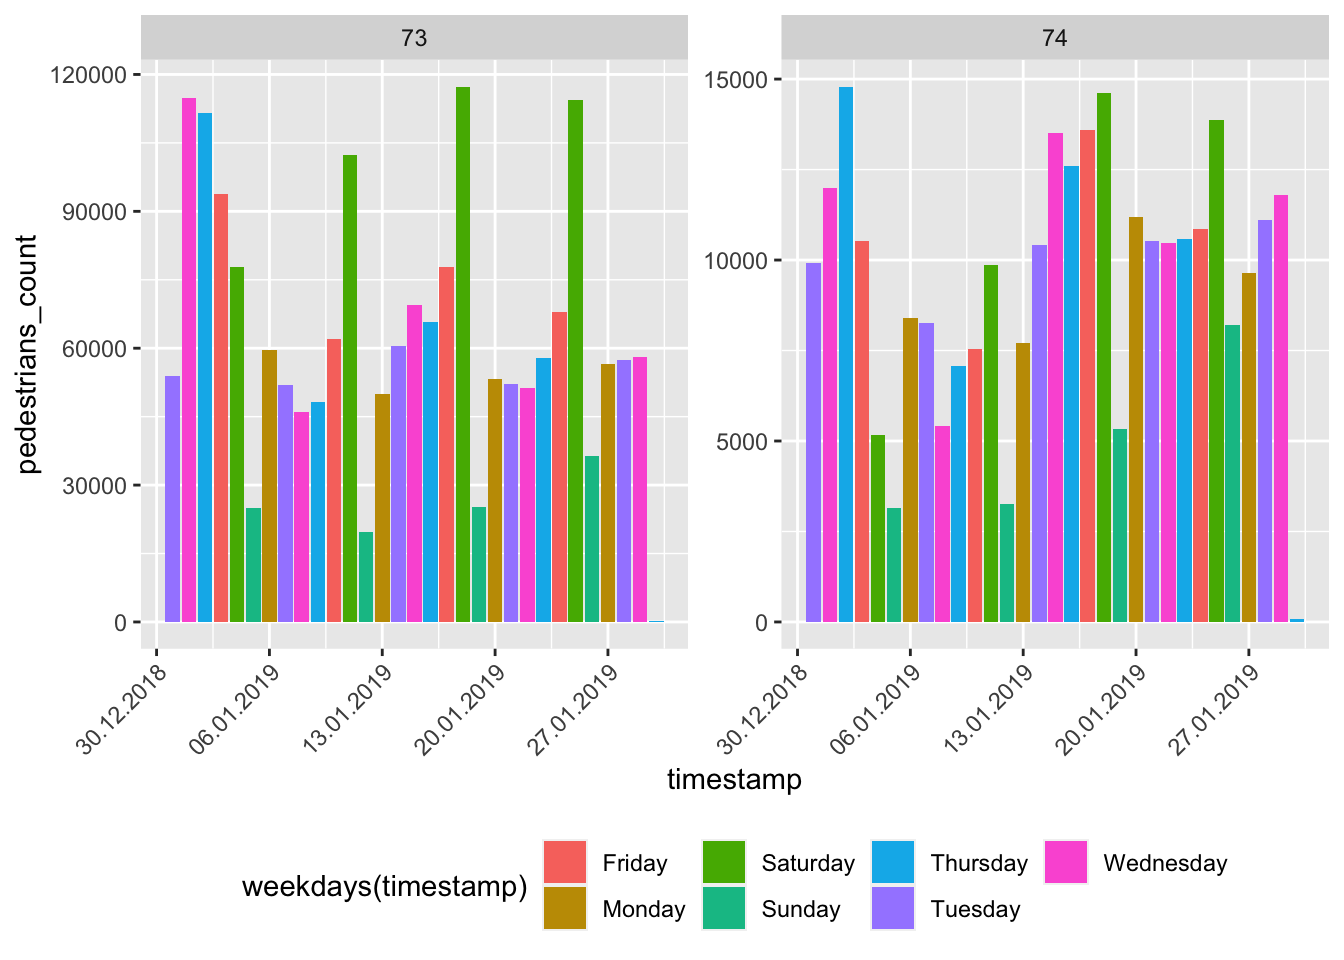 73
74
pedestrians_count
120000
90000
60000
30000
0
15000
10000
5000
0
30.12.2018
06.01.2019
13.01.2019
20.01.2019
27.01.2019
30.12.2018
06.01.2019
13.01.2019
20.01.2019
27.01.2019
timestamp
weekdays(timestamp)
Friday
Saturday
Thursday
Wednesday
Monday
Sunday
Tuesday